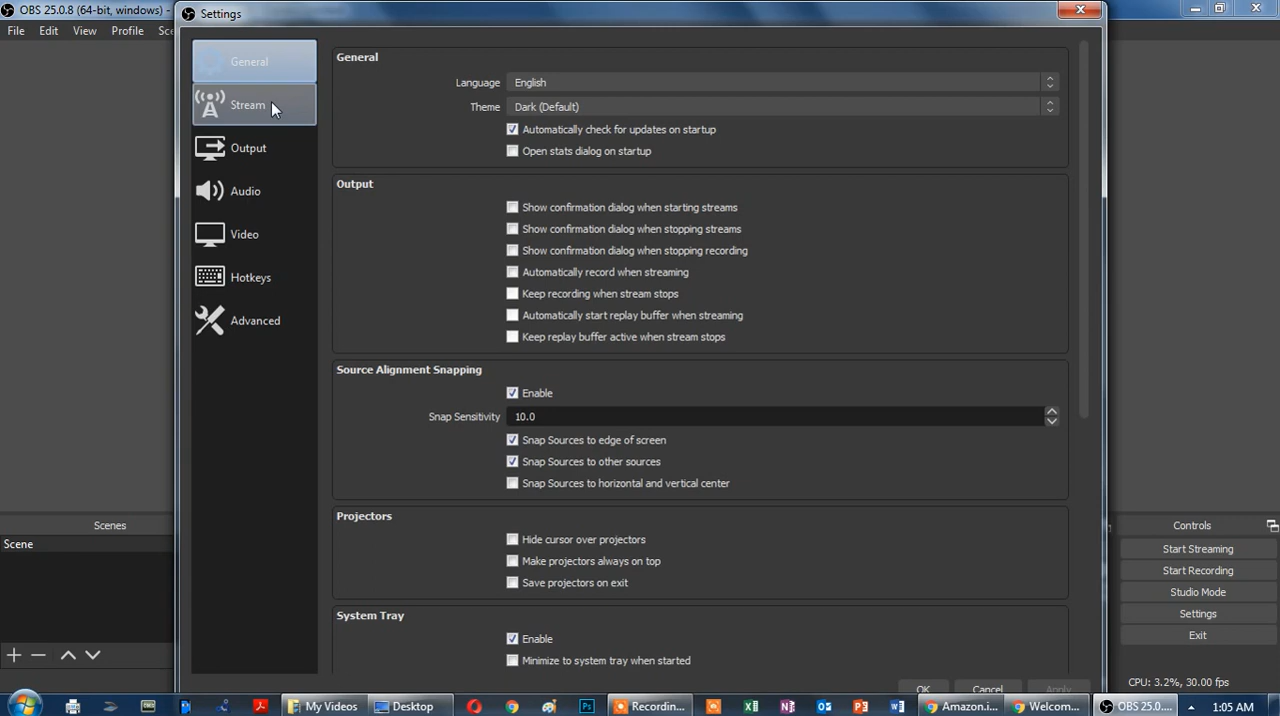 OBS 25.0.8 (64-bit, windows) -
Settings
File Edit View Profile Sce
General
Stream
Output
Audio
Video
Hotkeys
Advanced
General
Language English
Theme Dark (Default)
Automatically check for updates on startup
Open stats dialog on startup
Output
Show confirmation dialog when starting streams
Show confirmation dialog when stopping streams
Show confirmation dialog when stopping recording
Automatically record when streaming
Keep recording when stream stops
Automatically start replay buffer when streaming
Keep replay buffer active when stream stops
Source Alignment Snapping
Enable
Snap Sensitivity 10.0
Snap Sources to edge of screen
Snap Sources to other sources
Snap Sources to horizontal and vertical center
Projectors
Hide cursor over projectors
Make projectors always on top
Save projectors on exit
System Tray
Enable
Minimize to system tray when started
OK Cancel Apply
Scenes
Scene
Controls
Start Streaming
Start Recording
Studio Mode
Settings
Exit
CPU: 3.2%, 30.00 fps
My Videos Desktop Recording... Amazon.i... Welcom... OBS 25.0.... 1:05 AM